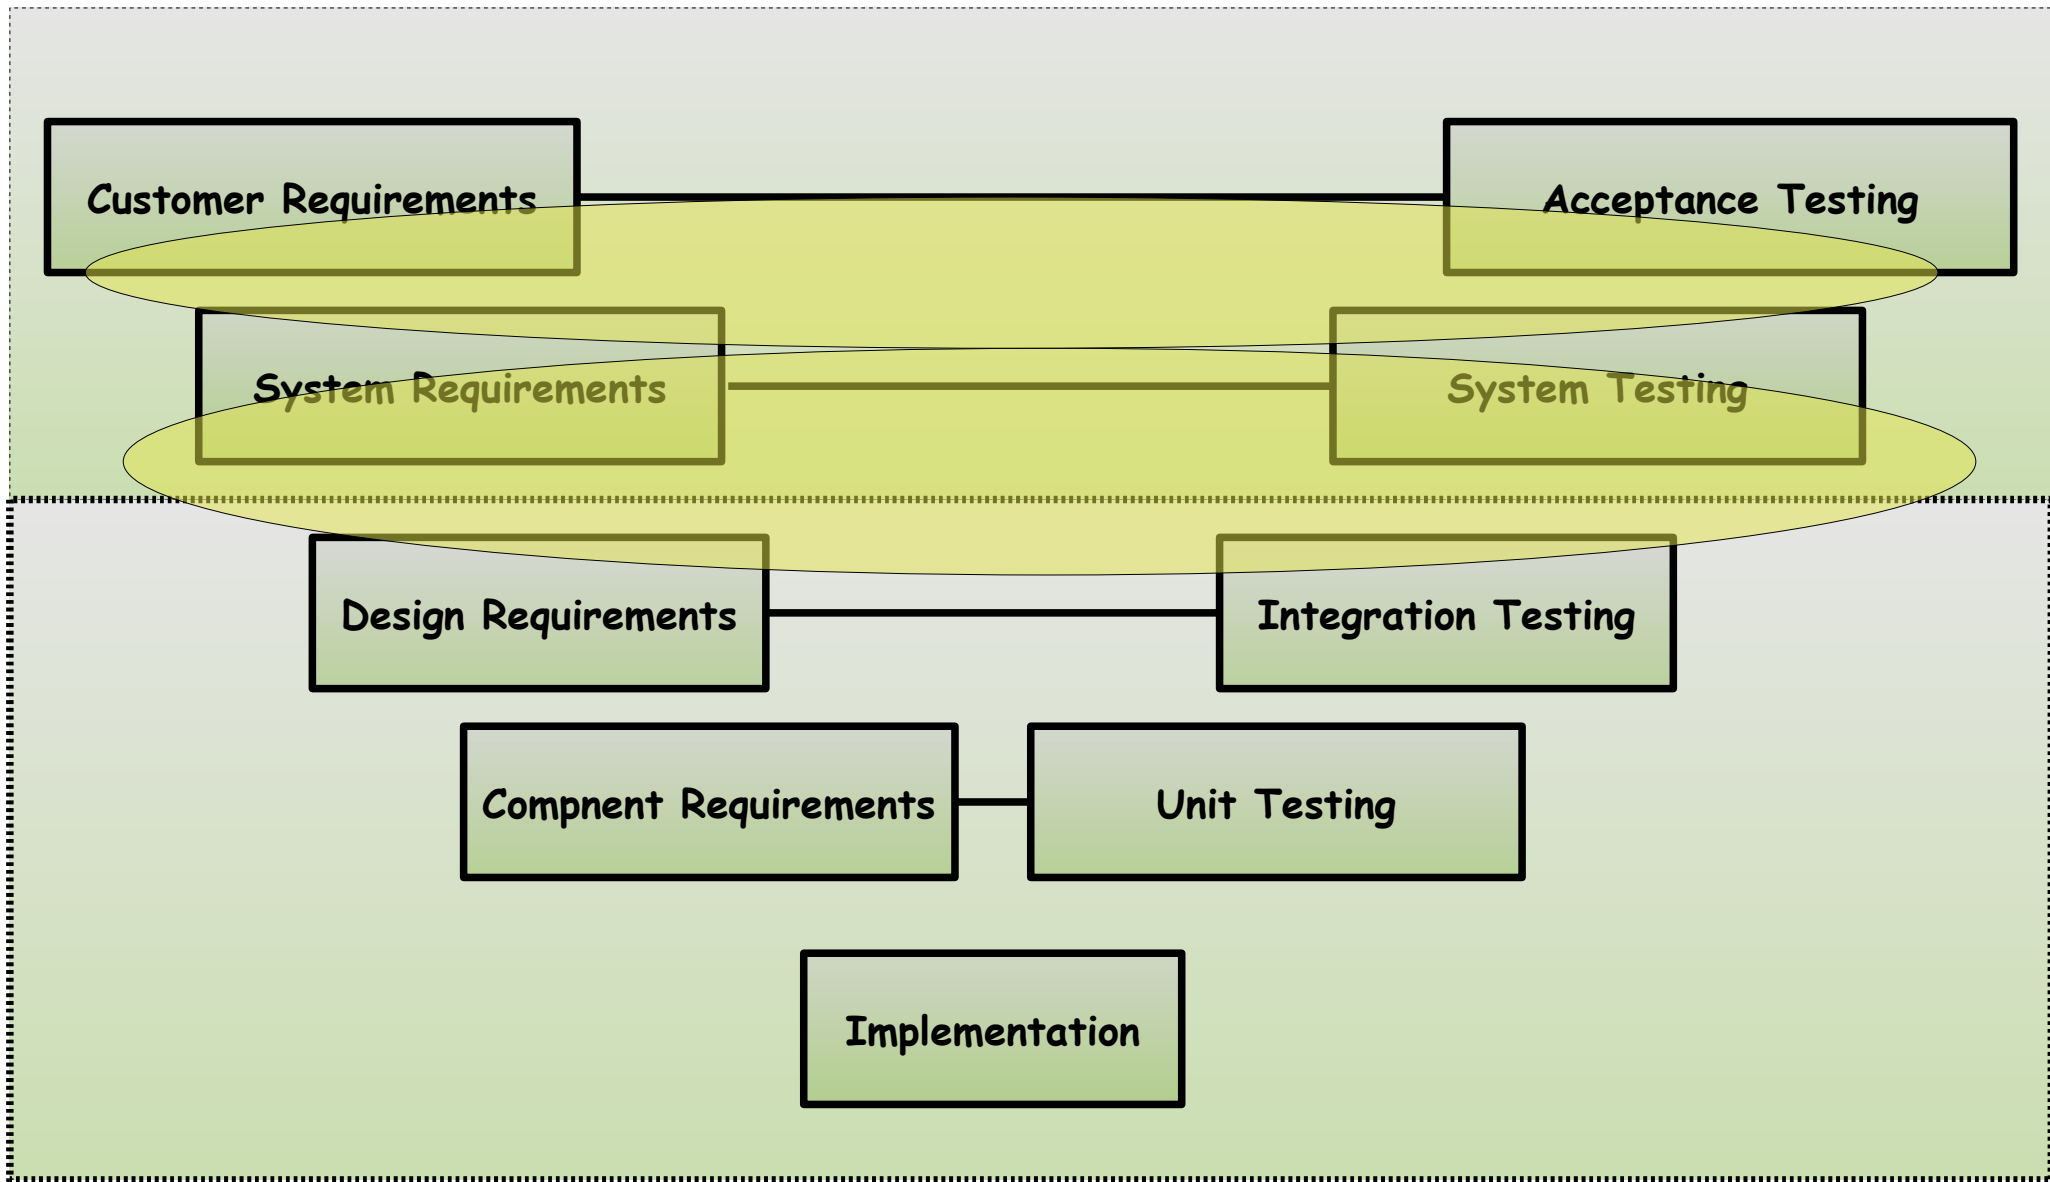 Customer Requirements
Acceptance Testing
System Requirements
System Testing
Design Requirements
Integration Testing
Compnent Requirements
Unit Testing
Implementation